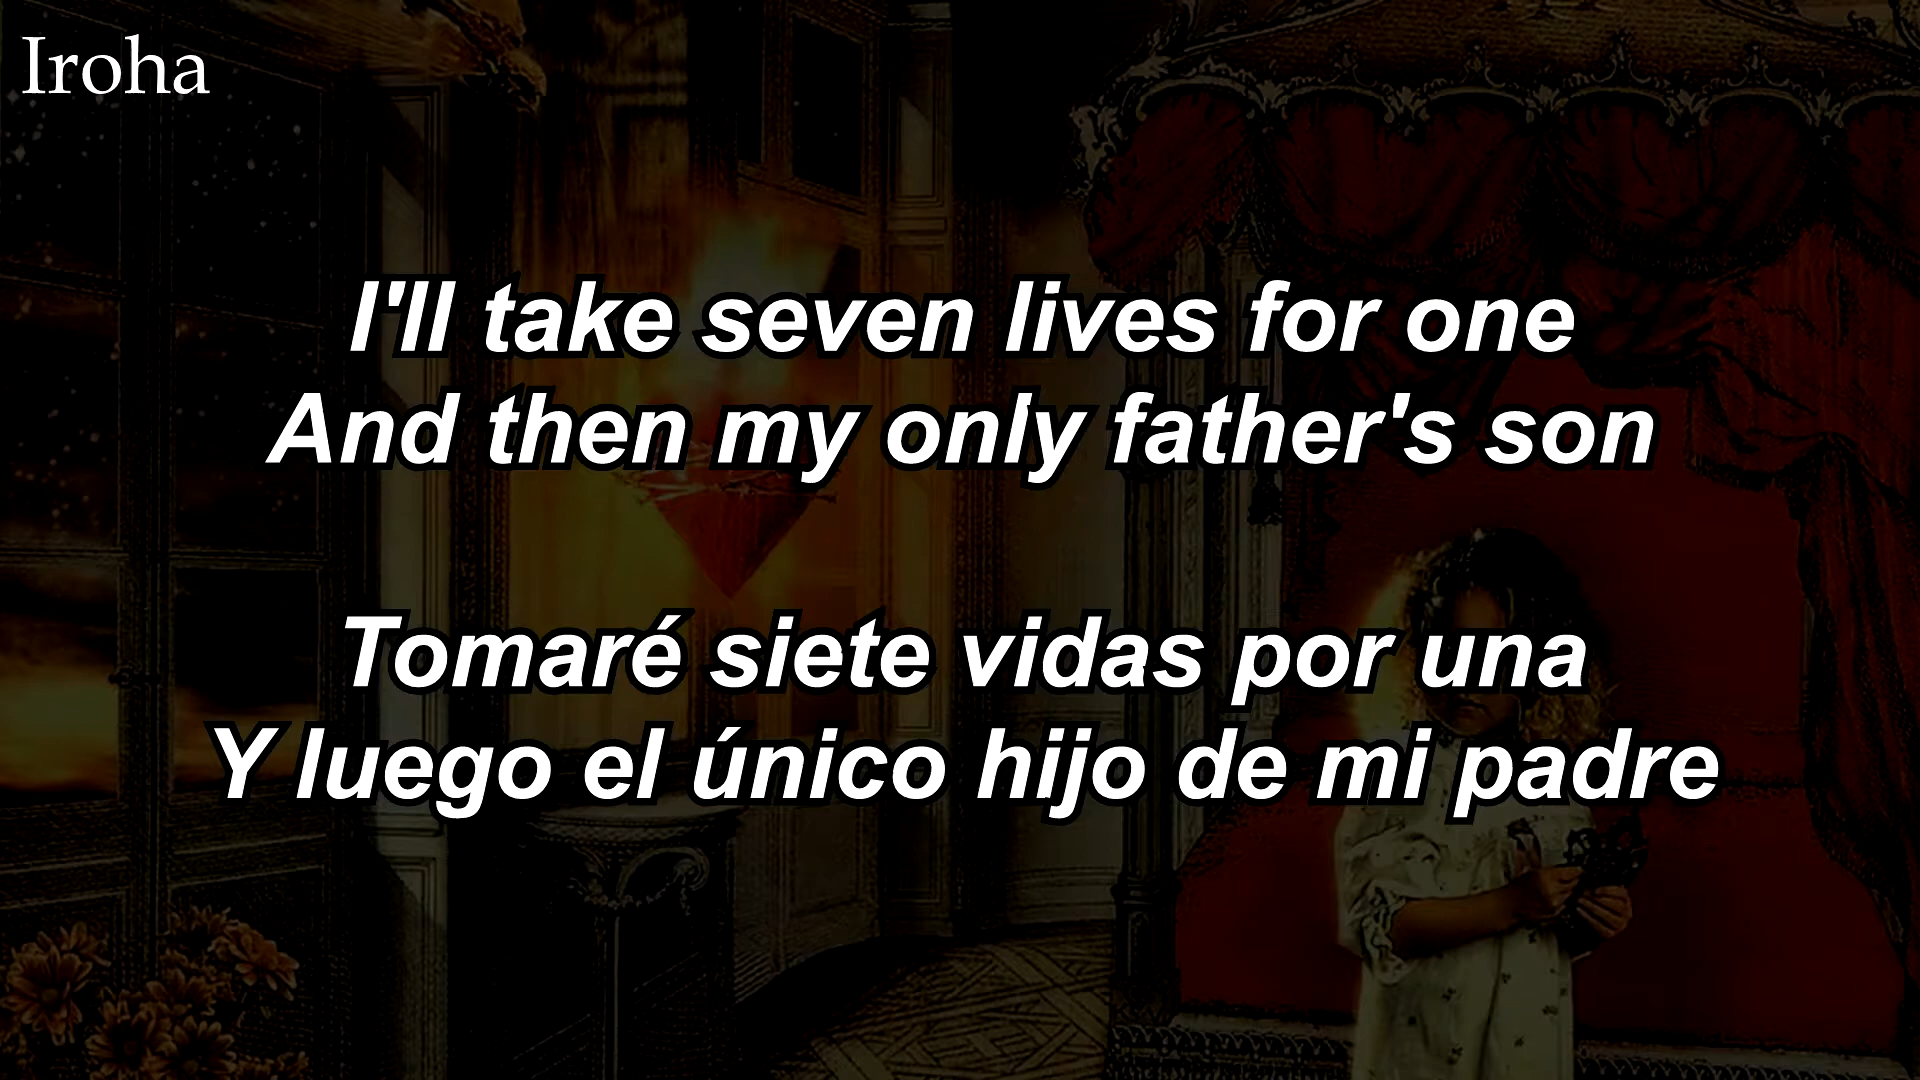 Iroha
I'll take seven lives for one
And then my only father's son
Tomaré siete vidas por una
Y luego el único hijo de mi padre